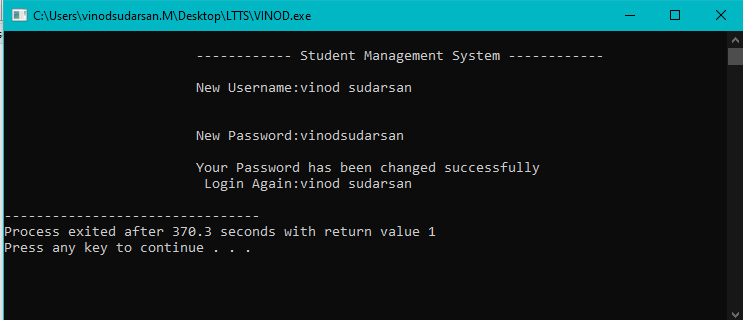 C:\Users\vinodsudarsan.M\Desktop\LTTS\VINOD.exe
------------ Student Management System ------------
New Username:vinod sudarsan
New Password:vinodsudarsan
Your Password has been changed successfully
Login Again:vinod sudarsan
--------------------------------
Process exited after 370.3 seconds with return value 1
Press any key to continue . . .